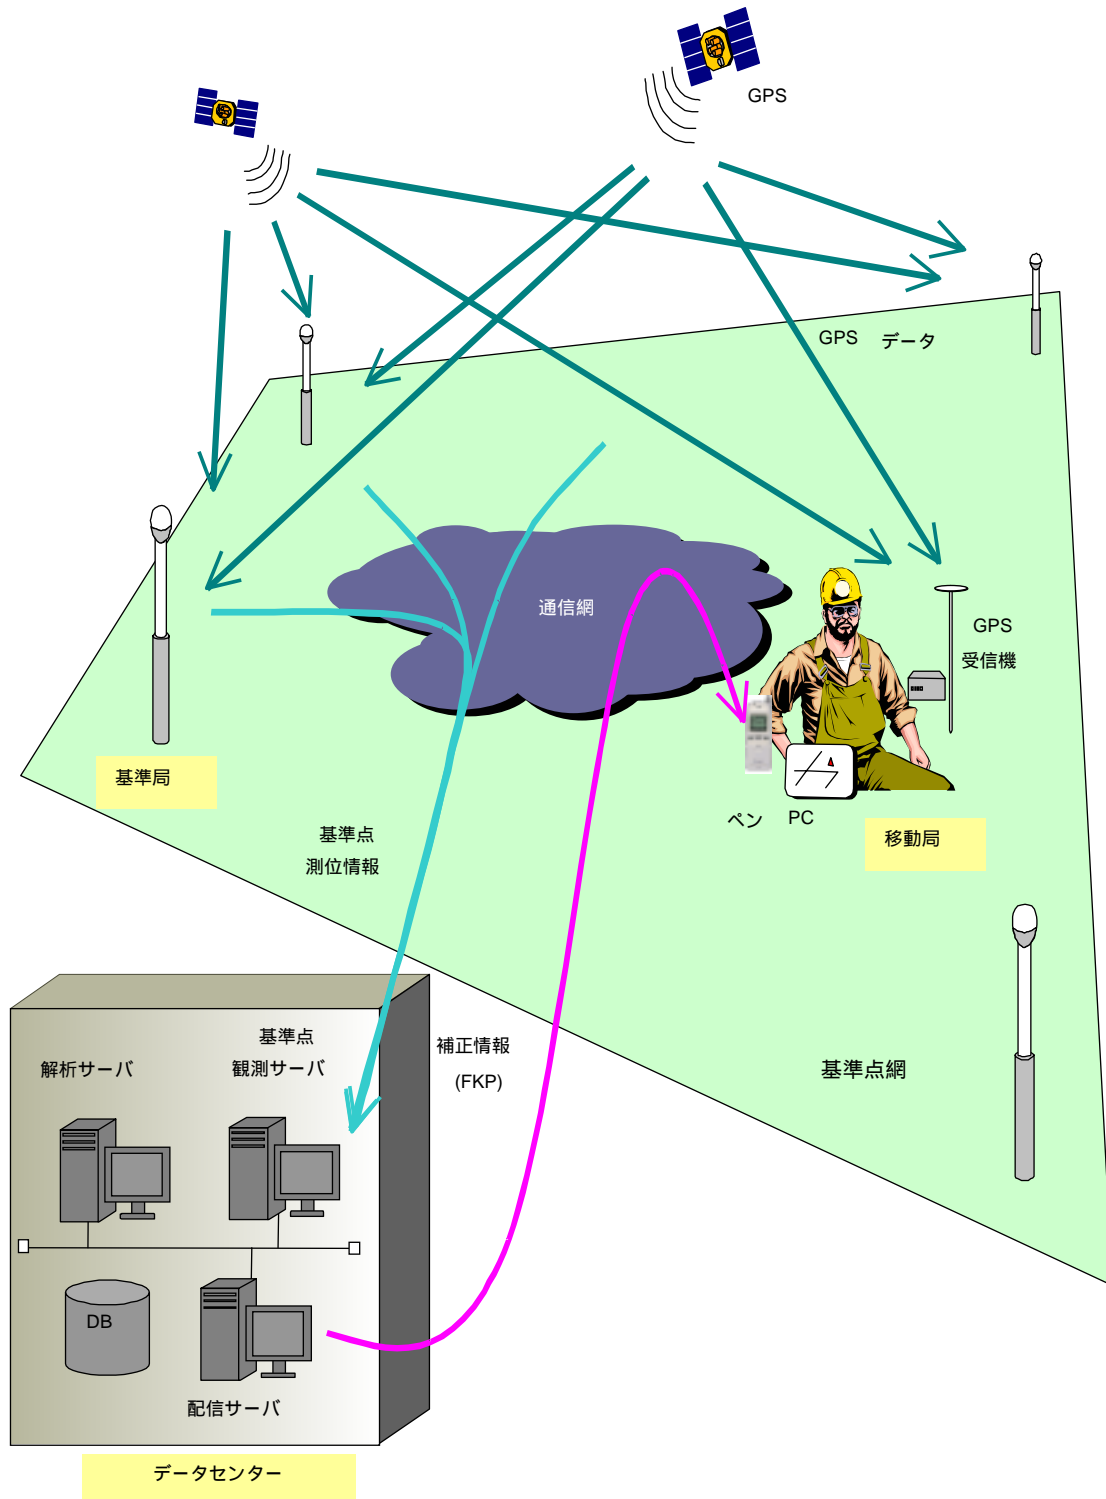 GPS
GPS データ
通信網
GPS
受信機
基準局
ペン PC
移動局
基準点
測位情報
基準点
観測サーバ
解析サーバ
補正情報
(FKP)
基準点網
DB
配信サーバ
データセンター